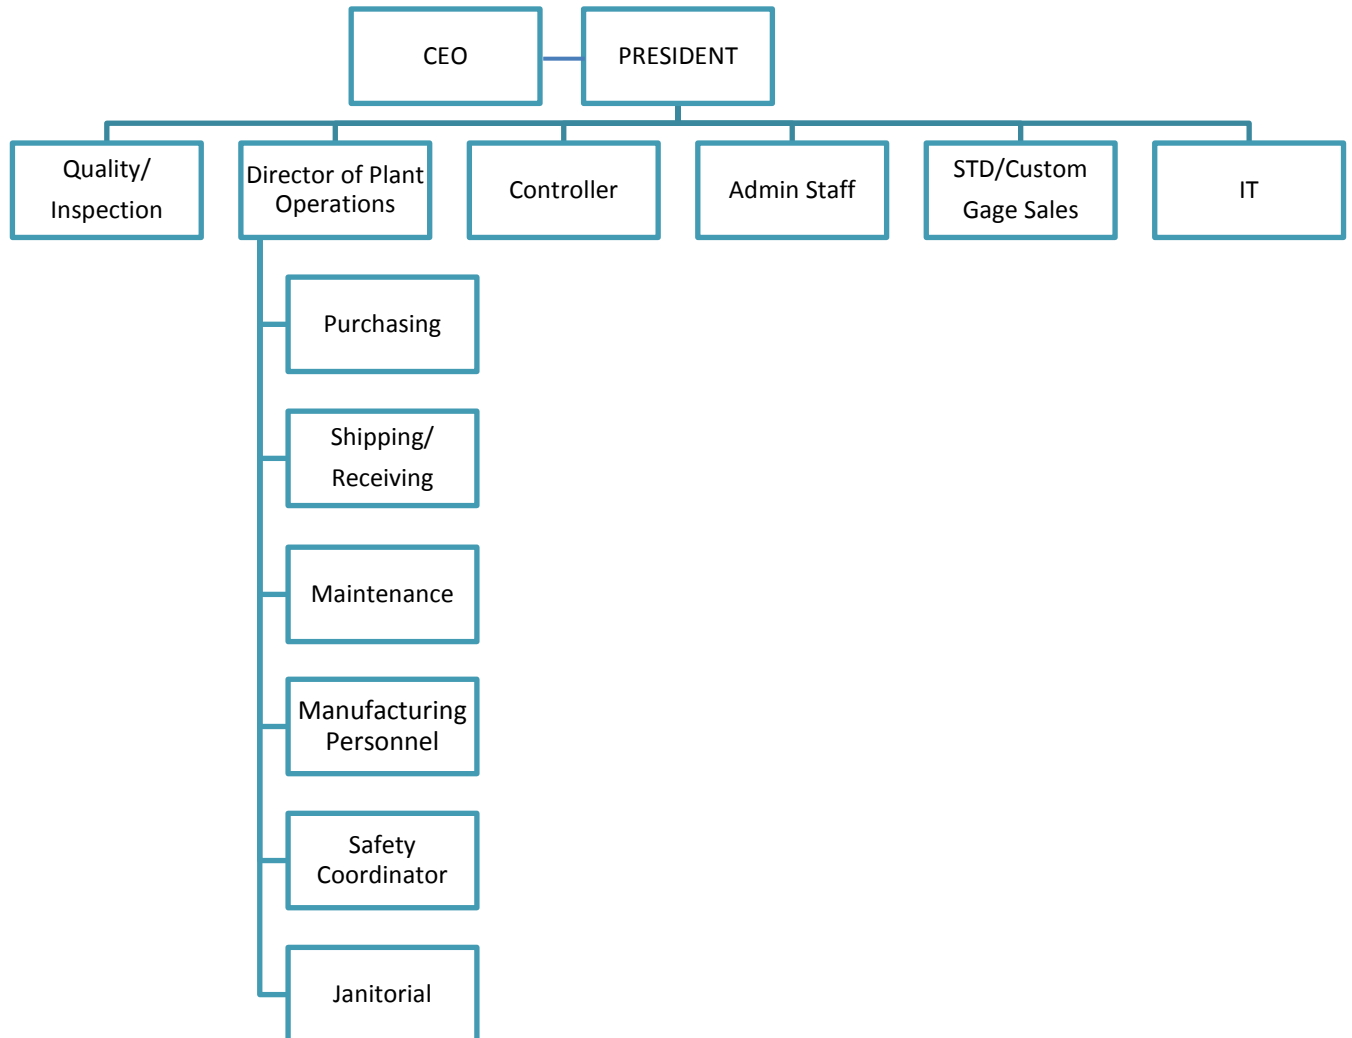 CEO
PRESIDENT
Quality/
Inspection
Director of Plant
Operations
Controller
Admin Staff
STD/Custom
Gage Sales
IT
Purchasing
Shipping/
Receiving
Maintenance
Manufacturing
Personnel
Safety
Coordinator
Janitorial